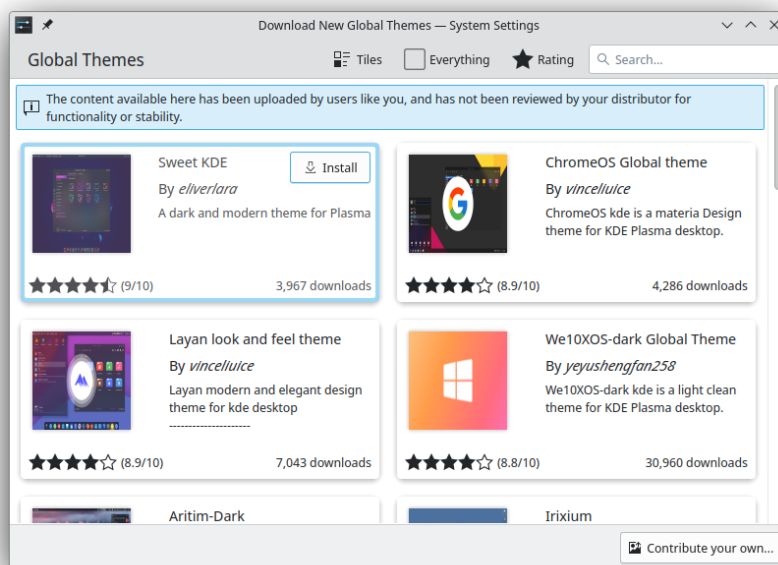 Download New Global Themes — System Settings
Global Themes
Tiles
Everything
Rating
Search...
The content available here has been uploaded by users like you, and has not been reviewed by your distributor for
functionality or stability.
Sweet KDE
Install
By eliverlara
A dark and modern theme for Plasma
(9/10)
3,967 downloads
ChromeOS Global theme
By vinceliuice
ChromeOS kde is a materia Design
theme for KDE Plasma desktop.
(8.9/10)
4,286 downloads
Layan look and feel theme
By vinceliuice
Layan modern and elegant design
theme for kde desktop
--------------------
(8.9/10)
7,043 downloads
We10XOS-dark Global Theme
By yeyushengfan258
We10XOS-dark kde is a light clean
theme for KDE Plasma desktop.
(8.8/10)
30,960 downloads
Aritim-Dark
Irixium
Contribute your own...